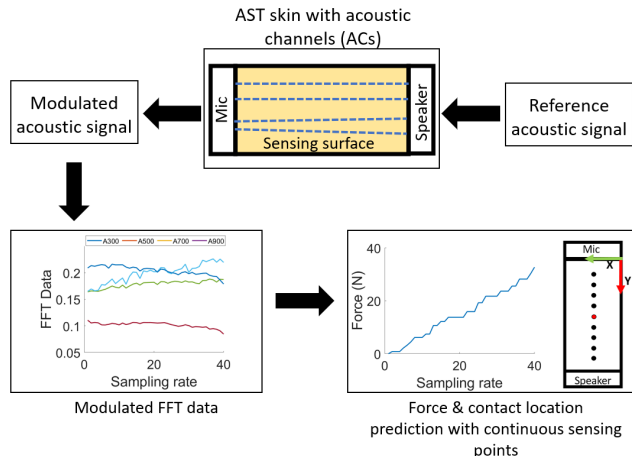 AST skin with acoustic
channels (ACs)
Mic
Speaker
Sensing surface
Modulated
acoustic signal
Reference
acoustic signal
A300 A500 A700 A900
FFT Data
0.2
0.15
0.1
0.05
0 20 40
Sampling rate
Modulated FFT data
Force (N)
40
20
0
0 20 40
Sampling rate
Mic
X
Y
Speaker
Force & contact location
prediction with continuous sensing
points